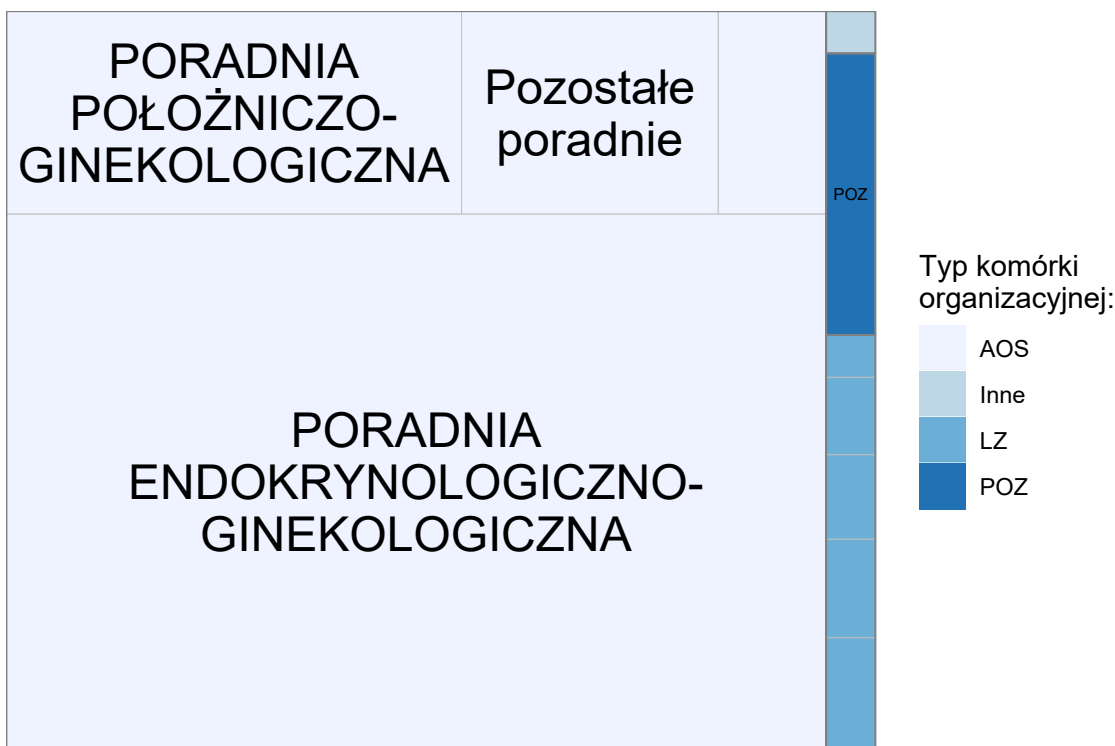 PORADNIA
POŁOŻNICZO-
GINEKOLOGICZNA
Pozostałe
poradnie
POZ
PORADNIA
ENDOKRYNOLOGICZNO-
GINEKOLOGICZNA
Typ komórki
organizacyjnej:
AOS
Inne
LZ
POZ